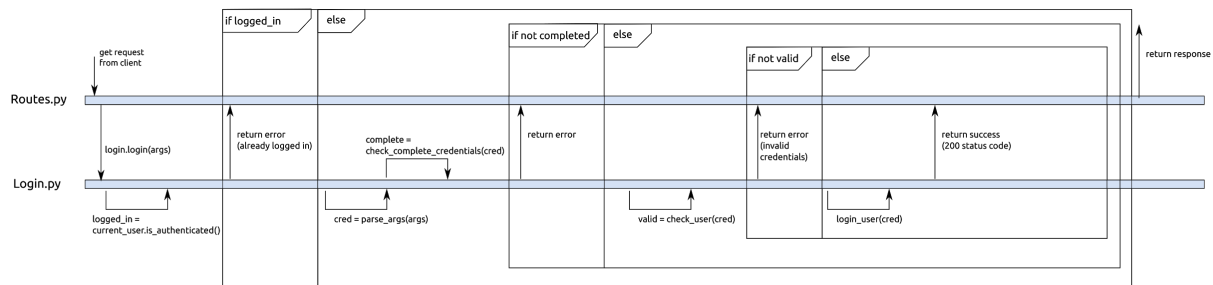 if logged_in
else
if not completed
else
if not valid
else
get request
from client
return response
Routes.py
login.login(args)
return error
(already logged in)
complete =
check_complete_credentials(cred)
return error
return error
(invalid
credentials)
return success
(200 status code)
Login.py
logged_in =
current_user.is_authenticated()
cred = parse_args(args)
valid = check_user(cred)
login_user(cred)